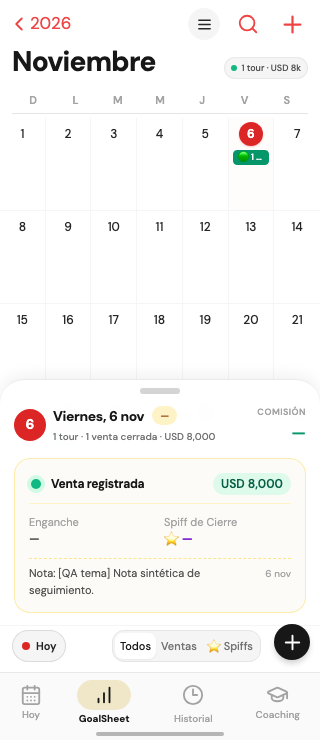 2026
Noviembre
1 tour · USD 8k
D L M M J V S
1 2 3 4 5 6 7
1 ...
8 9 10 11 12 13 14
15 16 17 18 19 20 21
6
Viernes, 6 nov —
COMISIÓN
1 tour · 1 venta cerrada · USD 8,000
—
Venta registrada USD 8,000
Enganche Spiff de Cierre
— ⭐ —
Nota: [QA tema] Nota sintética de seguimiento. 6 nov
Hoy Todos Ventas ⭐ Spiffs
Hoy GoalSheet Historial Coaching